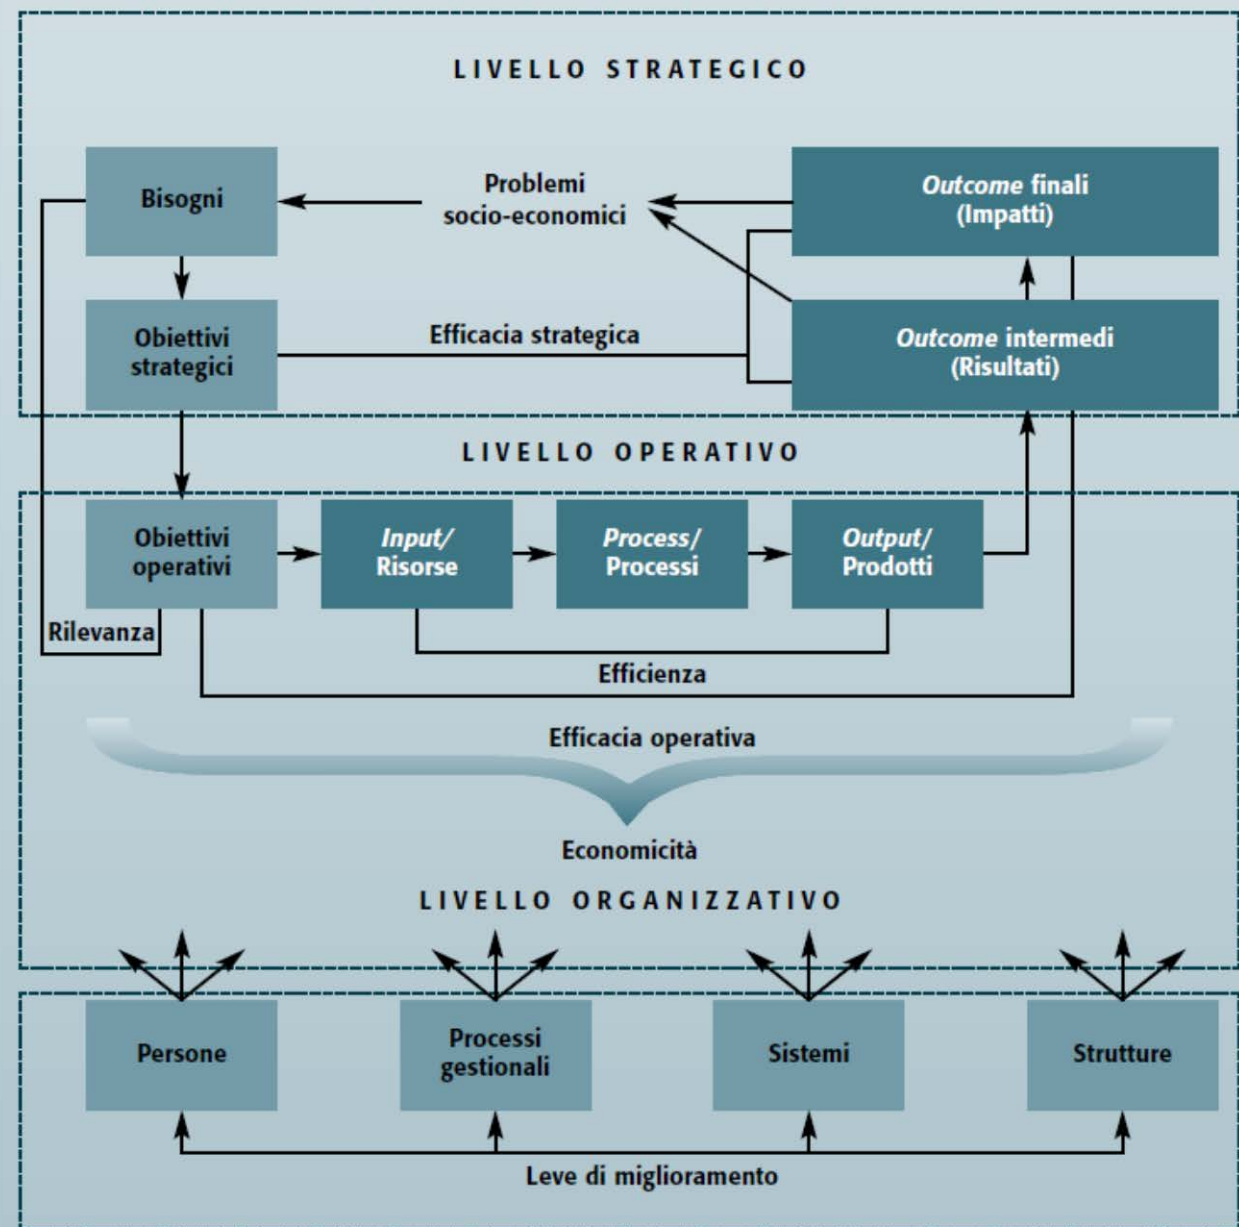 LIVELLO STRATEGICO
Bisogni
Problemi
socio-economici
Outcome finali
(Impatti)
Obiettivi
strategici
Efficacia strategica
Outcome intermedi
(Risultati)
LIVELLO OPERATIVO
Obiettivi
operativi
Input/
Risorse
Process/
Processi
Output/
Prodotti
Rilevanza
Efficienza
Efficacia operativa
Economicità
LIVELLO ORGANIZZATIVO
Persone
Processi
gestionali
Sistemi
Strutture
Leve di miglioramento